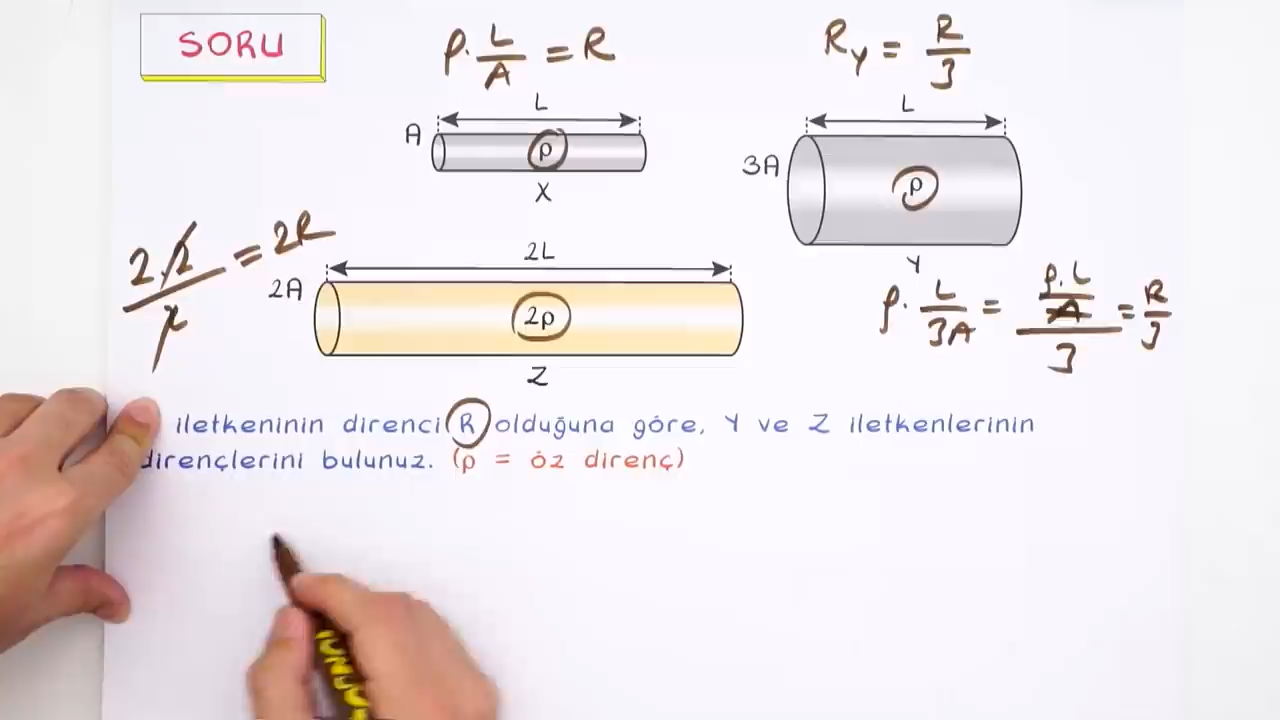 SORU
ρ. L/A = R
R_Y = R/3
L
A
ρ
X
L
3A
ρ
Y
2.2/2 = 2R
2L
2A
2ρ
Z
ρ. L/3A = ρ.L/A / 3 = R/3
iletkeninin direnci R olduğuna göre, Y ve Z iletkenlerinin
dirençlerini bulunuz. (ρ = öz direnç)